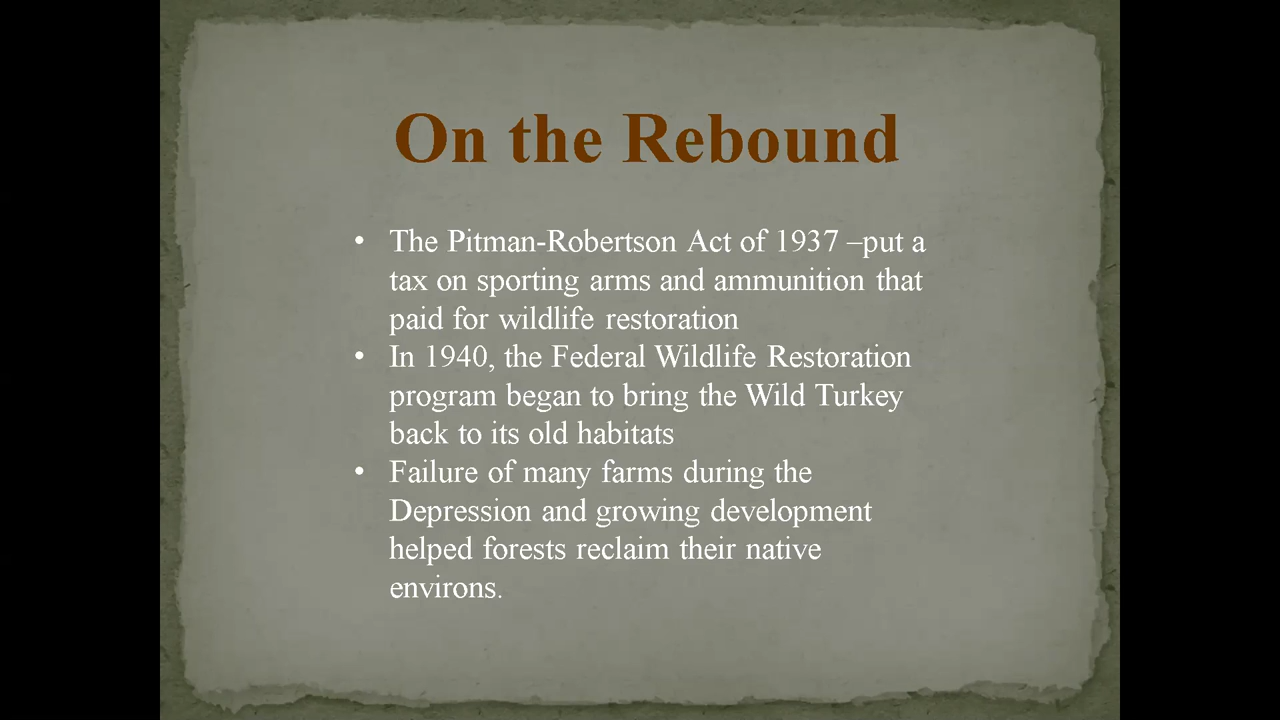 On the Rebound
• The Pitman-Robertson Act of 1937 –put a
tax on sporting arms and ammunition that
paid for wildlife restoration
• In 1940, the Federal Wildlife Restoration
program began to bring the Wild Turkey
back to its old habitats
• Failure of many farms during the
Depression and growing development
helped forests reclaim their native
environs.